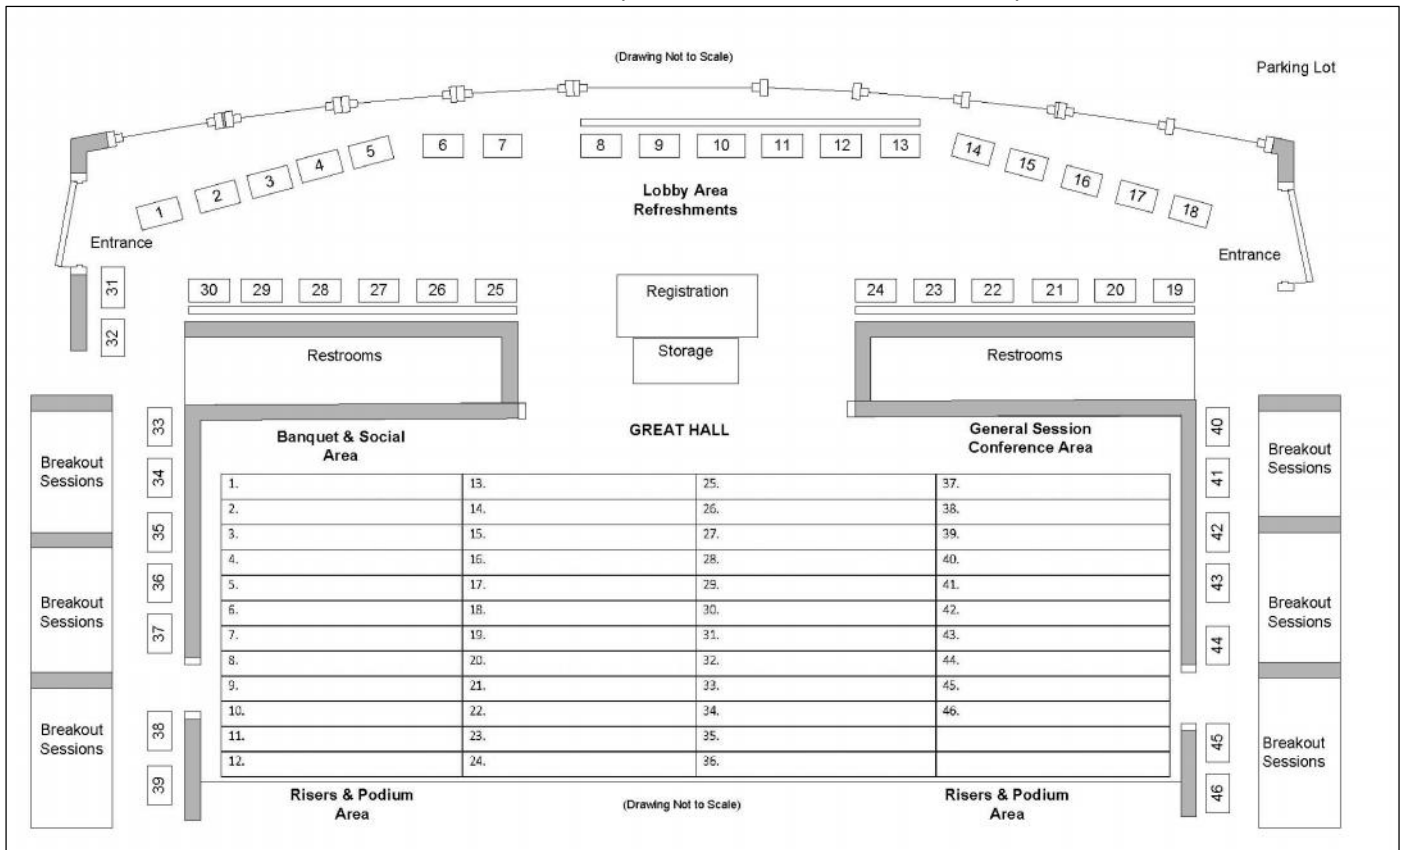 (Drawing Not to Scale)
Parking Lot
1
2
3
4
5
6
7
8
9
10
11
12
13
14
15
16
17
18
Lobby Area
Refreshments
Entrance
Entrance
31
32
30
29
28
27
26
25
Registration
Storage
24
23
22
21
20
19
Restrooms
Restrooms
33
34
35
36
37
38
39
Banquet & Social
Area
GREAT HALL
General Session
Conference Area
40
41
42
43
44
45
46
Breakout
Sessions
Breakout
Sessions
Breakout
Sessions
Breakout
Sessions
Breakout
Sessions
Breakout
Sessions
1. 13. 25. 37.
2. 14. 26. 38.
3. 15. 27. 39.
4. 16. 28. 40.
5. 17. 29. 41.
6. 18. 30. 42.
7. 19. 31. 43.
8. 20. 32. 44.
9. 21. 33. 45.
10. 22. 34. 46.
11. 23. 35.
12. 24. 36.
Risers & Podium
Area
(Drawing Not to Scale)
Risers & Podium
Area